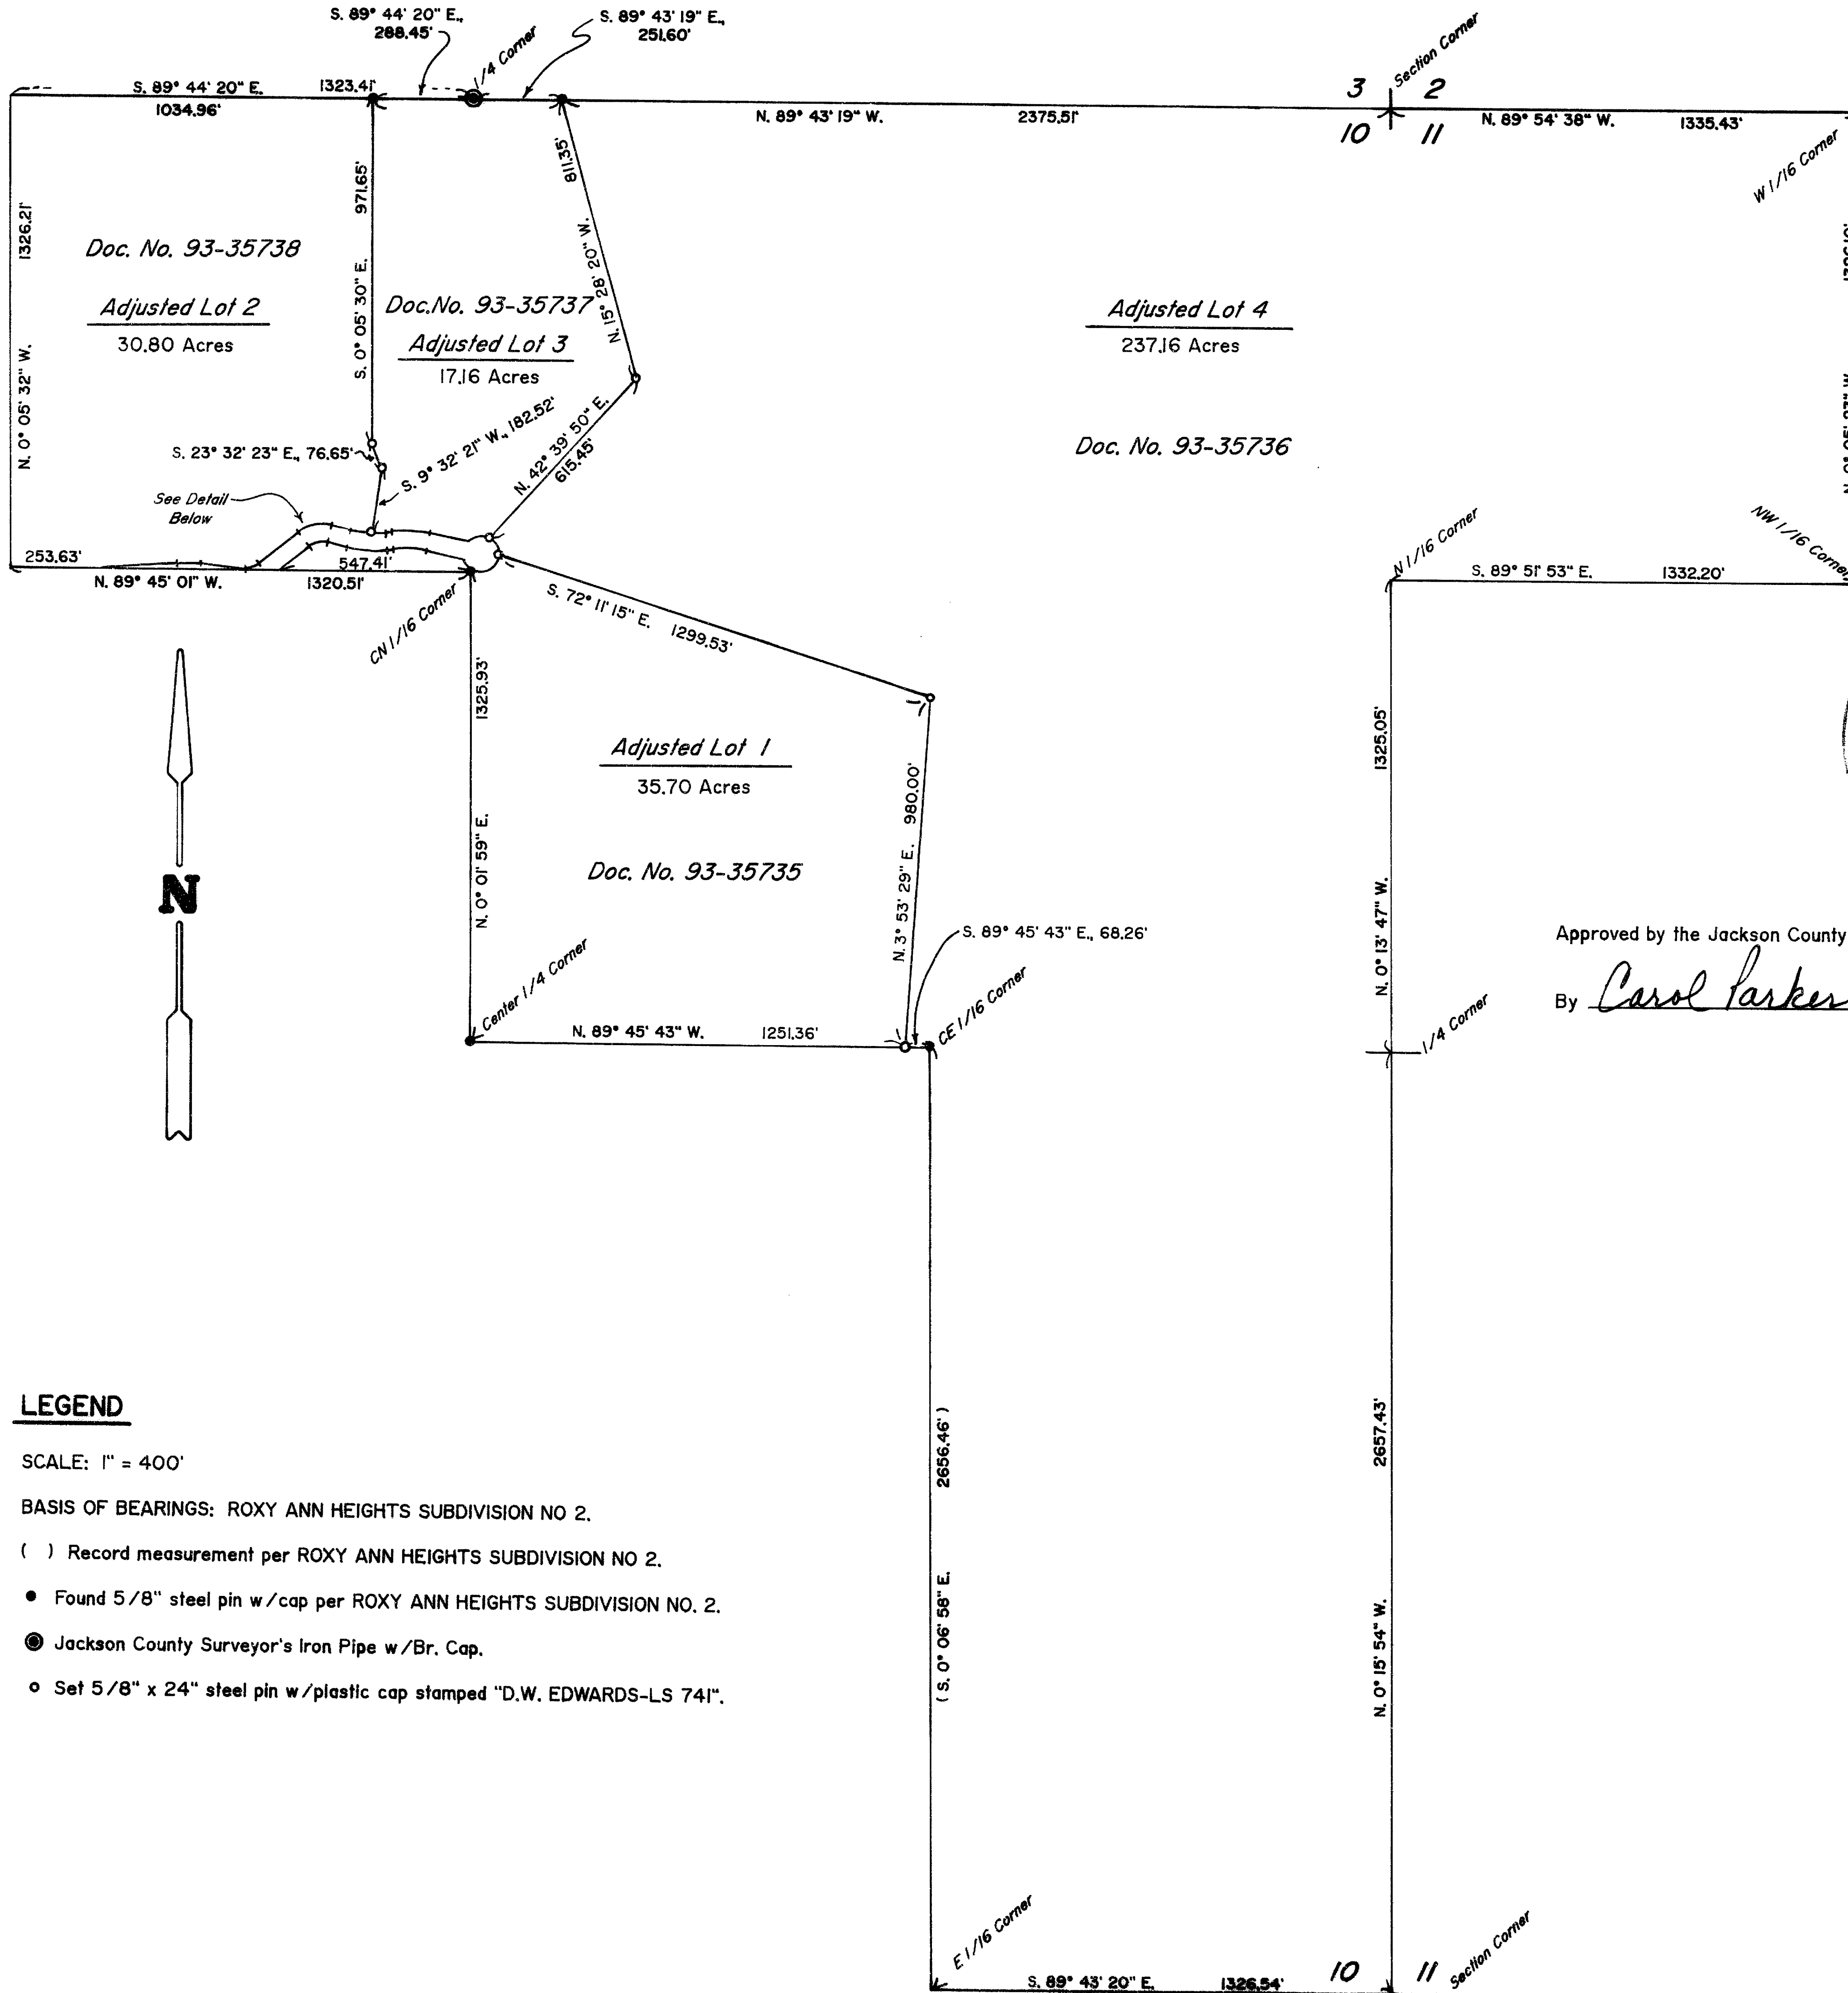 S. 89° 44' 20" E.,
288.45'
S. 89° 43' 19" E.,
251.60'
1/4 Corner
Section Corner
3 2
10 11
S. 89° 44' 20" E. 1323.41'
1034.96'
N. 89° 43' 19" W. 2375.51'
N. 89° 54' 38" W. 1335.43'
W 1/16 Corner
N. 0° 05' 32" W. 1326.21'
Doc. No. 93-35738
Adjusted Lot 2
30.80 Acres
S. 0° 05' 30" E. 971.65'
Doc.No. 93-35737
Adjusted Lot 3
17.16 Acres
N. 15° 28' 20" W. 811.35'
Adjusted Lot 4
237.16 Acres
Doc. No. 93-35736
S. 23° 32' 23" E., 76.65'
S. 9° 32' 21" W., 182.52'
N. 42° 39' 50" E.
615.45'
See Detail
Below
253.63'
547.41'
N. 89° 45' 01" W. 1320.51'
CN 1/16 Corner
S. 72° 11' 15" E. 1299.53'
N 1/16 Corner
NW 1/16 Corner
S. 89° 51' 53" E. 1332.20'
N. 0° 01' 59" E. 1325.93'
Adjusted Lot 1
35.70 Acres
Doc. No. 93-35735
N. 3° 53' 29" E. 980.00'
N. 0° 13' 47" W. 1325.05'
S. 89° 45' 43" E., 68.26'
N
Center 1/4 Corner
N. 89° 45' 43" W. 1251.36'
CE 1/16 Corner
1/4 Corner
Approved by the Jackson County
By Carol Parker
LEGEND
SCALE: 1" = 400'
BASIS OF BEARINGS: ROXY ANN HEIGHTS SUBDIVISION NO 2.
( ) Record measurement per ROXY ANN HEIGHTS SUBDIVISION NO 2.
● Found 5/8" steel pin w/cap per ROXY ANN HEIGHTS SUBDIVISION NO. 2.
Jackson County Surveyor's Iron Pipe w/Br. Cap.
Set 5/8" x 24" steel pin w/plastic cap stamped "D.W. EDWARDS-LS 741".
( S. 0° 06' 58" E. 2656.46' )
N. 0° 15' 54" W. 2657.43'
E 1/16 Corner
S. 89° 43' 20" E. 1326.54'
10 11
Section Corner